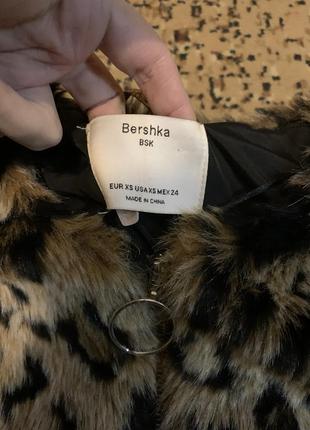 Bershka
BSK
EUR XS USA XS MEX 24
MADE IN CHINA